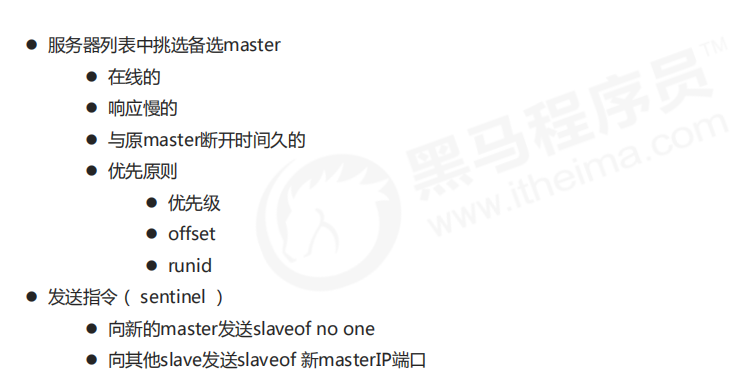 ● 服务器列表中挑选备选master
● 在线的
● 响应慢的
● 与原master断开时间久的
● 优先原则
● 优先级
● offset
● runid
● 发送指令（ sentinel ）
● 向新的master发送slaveof no one
● 向其他slave发送slaveof 新masterIP端口
黑马程序员™
www.itheima.com